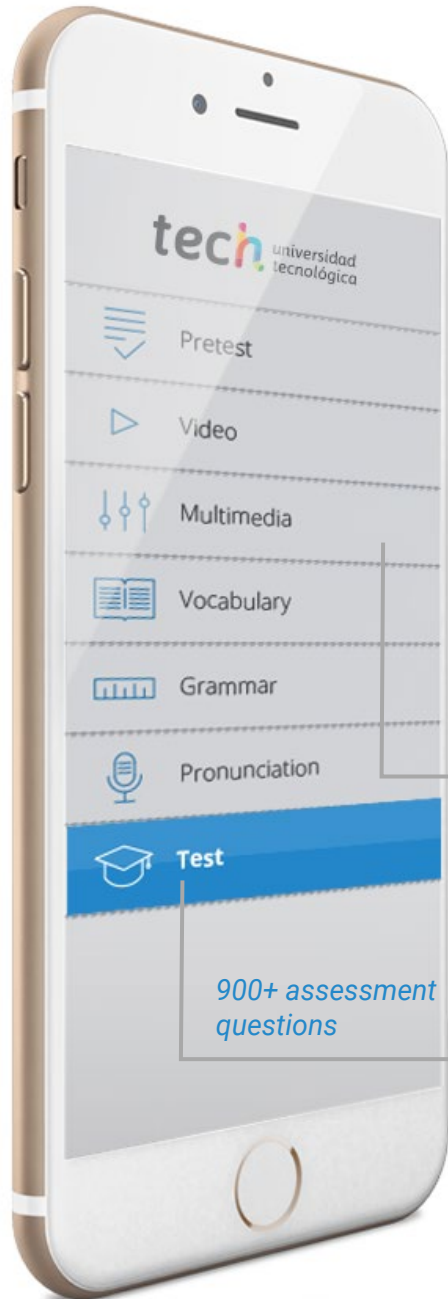 tech universidad
tecnológica
Pretest
Video
Multimedia
Vocabulary
Grammar
Pronunciation
Test
900+ assessment
questions